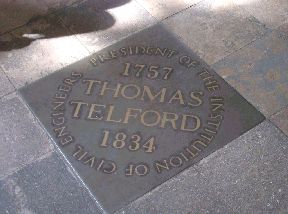 PRESIDENT OF THE INSTITUTION OF CIVIL ENGINEERS
1757
THOMAS
TELFORD
1834